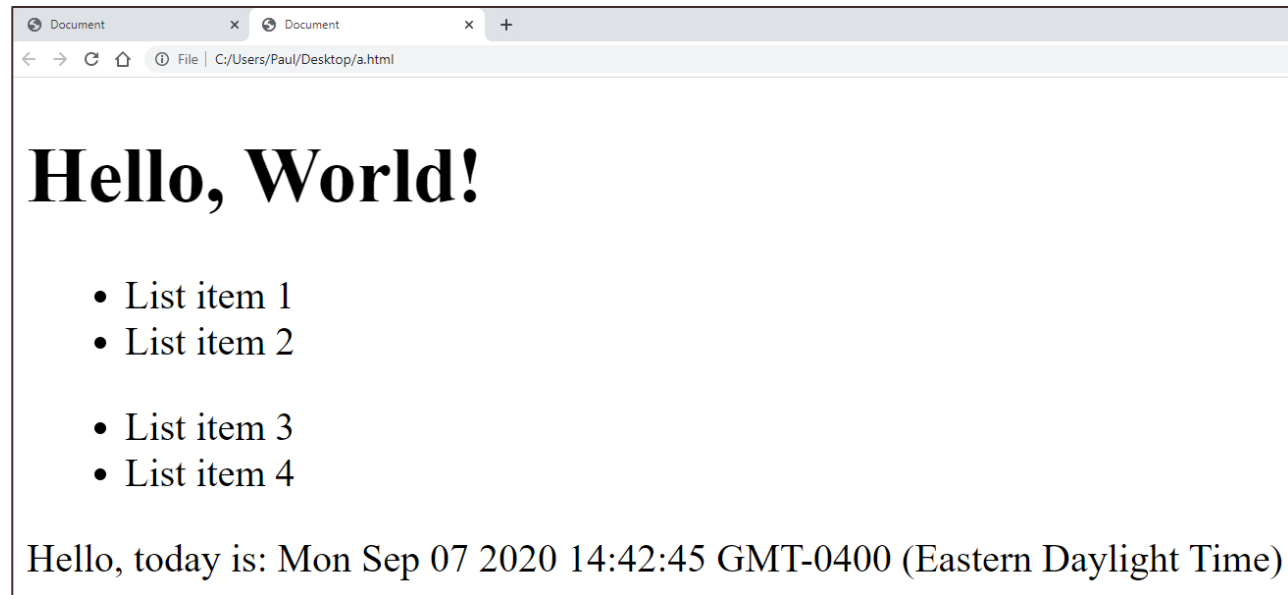 Document
Document
File | C:/Users/Paul/Desktop/a.html
Hello, World!
List item 1
List item 2
List item 3
List item 4
Hello, today is: Mon Sep 07 2020 14:42:45 GMT-0400 (Eastern Daylight Time)